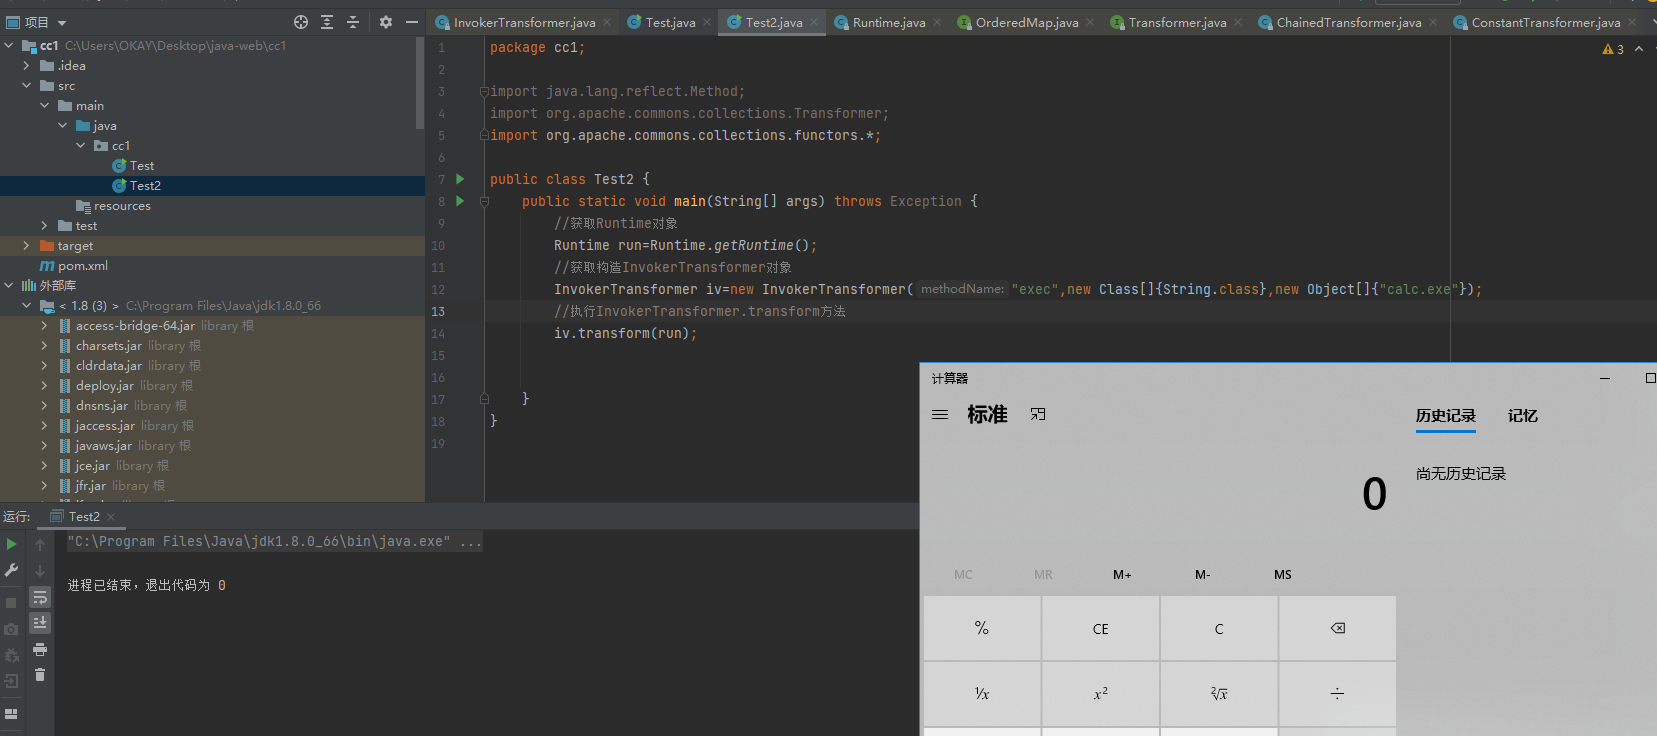 项目
InvokerTransformer.java
Test.java
Test2.java
Runtime.java
OrderedMap.java
Transformer.java
ChainedTransformer.java
ConstantTransformer.java
cc1 C:\Users\OKAY\Desktop\java-web\cc1
.idea
src
main
java
cc1
Test
Test2
resources
test
target
pom.xml
外部库
< 1.8 (3) > C:\Program Files\Java\jdk1.8.0_66
access-bridge-64.jar library 根
charsets.jar library 根
cldrdata.jar library 根
deploy.jar library 根
dnsns.jar library 根
jaccess.jar library 根
javaws.jar library 根
jce.jar library 根
jfr.jar library 根
3
1 package cc1;
2
3 import java.lang.reflect.Method;
4 import org.apache.commons.collections.Transformer;
5 import org.apache.commons.collections.functors.*;
6
7 public class Test2 {
8 public static void main(String[] args) throws Exception {
9 //获取Runtime对象
10 Runtime run=Runtime.getRuntime();
11 //获取构造InvokerTransformer对象
12 InvokerTransformer iv=new InvokerTransformer( methodName: "exec",new Class[]{String.class},new Object[]{"calc.exe"});
13 //执行InvokerTransformer.transform方法
14 iv.transform(run);
15
16
17 }
18 }
19
运行: Test2
"C:\Program Files\Java\jdk1.8.0_66\bin\java.exe" ...
进程已结束，退出代码为 0
计算器
标准
历史记录 记忆
尚无历史记录
0
MC MR M+ M- MS
% CE C
¹⁄x x² ²√x ÷